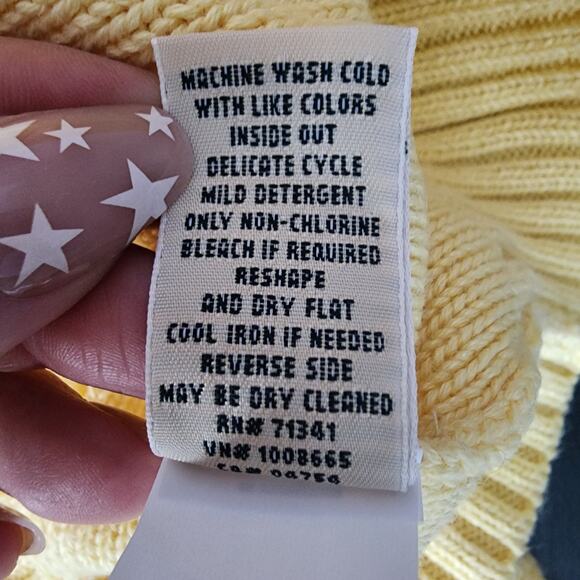 MACHINE WASH COLD
WITH LIKE COLORS
INSIDE OUT
DELICATE CYCLE
MILD DETERGENT
ONLY NON-CHLORINE
BLEACH IF REQUIRED
RESHAPE
AND DRY FLAT
COOL IRON IF NEEDED
REVERSE SIDE
MAY BE DRY CLEANED
RN# 71341
VN# 1008665